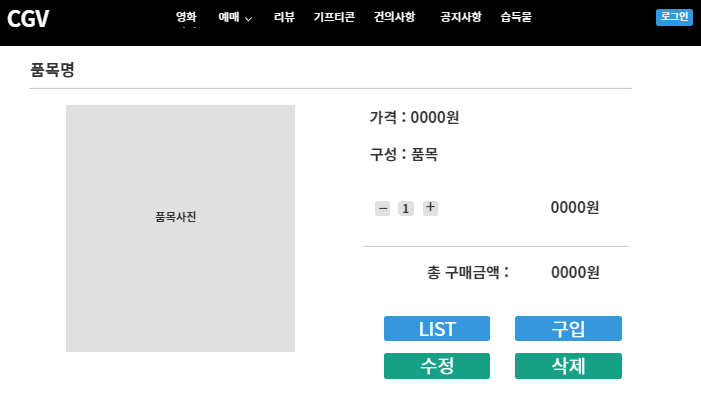 CGV 영화 예매 리뷰 기프티콘 건의사항 공지사항 습득물 로그인
품목명
품목사진
가격 : 0000원
구성 : 품목
− 1 + 0000원
총 구매금액 : 0000원
LIST 구입
수정 삭제